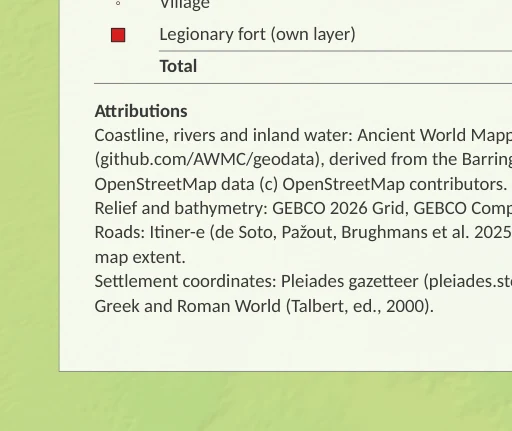 Village
Legionary fort (own layer)
Total
Attributions
Coastline, rivers and inland water: Ancient World Mapp
(github.com/AWMC/geodata), derived from the Barring
OpenStreetMap data (c) OpenStreetMap contributors.
Relief and bathymetry: GEBCO 2026 Grid, GEBCO Comp
Roads: Itiner-e (de Soto, Pažout, Brughmans et al. 2025
map extent.
Settlement coordinates: Pleiades gazetteer (pleiades.sto
Greek and Roman World (Talbert, ed., 2000).